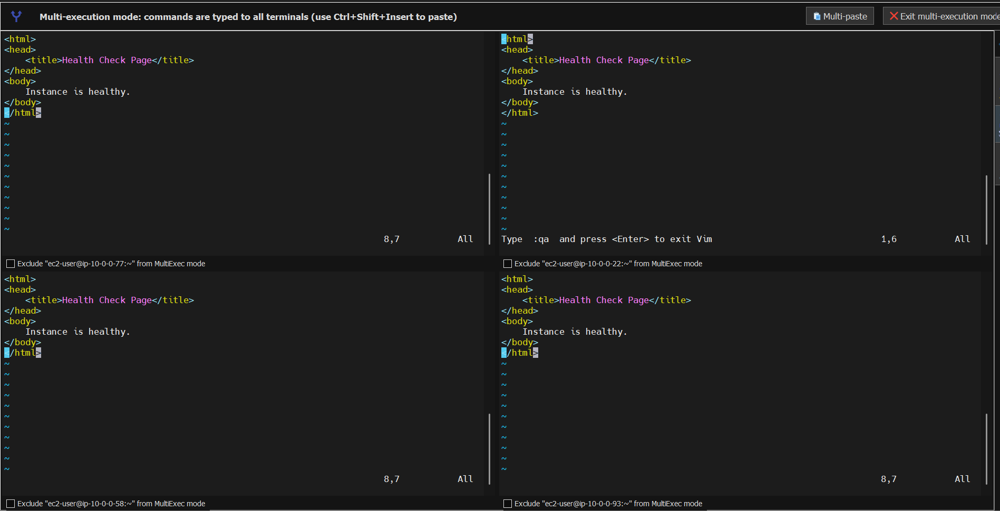 Multi-execution mode: commands are typed to all terminals (use Ctrl+Shift+Insert to paste)
Multi-paste
Exit multi-execution mode
<html>
<head>
    <title>Health Check Page</title>
</head>
<body>
    Instance is healthy.
</body>
</html>
~
~
~
~
~
~
~
~
~
~
~
8,7 All
Exclude "ec2-user@ip-10-0-0-77:~" from MultiExec mode
<html>
<head>
    <title>Health Check Page</title>
</head>
<body>
    Instance is healthy.
</body>
</html>
~
~
~
~
~
~
~
~
~
~
~
Type  :qa  and press <Enter> to exit Vim 1,6 All
Exclude "ec2-user@ip-10-0-0-22:~" from MultiExec mode
<html>
<head>
    <title>Health Check Page</title>
</head>
<body>
    Instance is healthy.
</body>
</html>
~
~
~
~
~
~
~
~
~
~
~
8,7 All
Exclude "ec2-user@ip-10-0-0-58:~" from MultiExec mode
<html>
<head>
    <title>Health Check Page</title>
</head>
<body>
    Instance is healthy.
</body>
</html>
~
~
~
~
~
~
~
~
~
~
~
8,7 All
Exclude "ec2-user@ip-10-0-0-93:~" from MultiExec mode